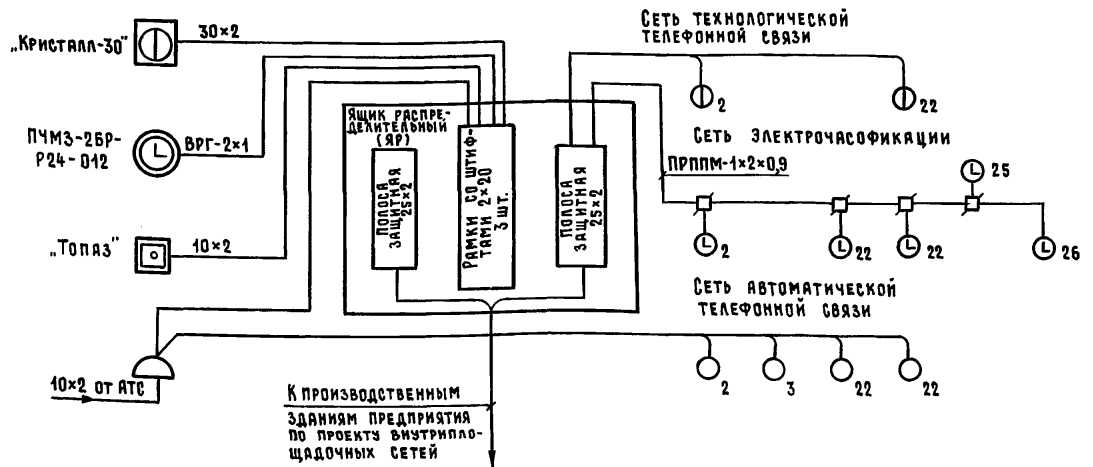 „Кристалл-30"
30×2
Сеть технологической
телефонной связи
2
22
ПЧМЗ-2БР-
Р24-012
ВРГ-2×1
Ящик распре-
делительный
(ЯР)
Полоса
защитная
25×2
Рамки со штиф-
тами 2×20
3 шт.
Полоса
защитная
25×2
Сеть электрочасофикации
ПРППМ-1×2×0,9
25
2
22
22
26
„Топаз"
10×2
Сеть автоматической
телефонной связи
2
3
22
22
10×2 от АТС
К производственным
зданиям предприятия
по проекту внутрипло-
щадочных сетей